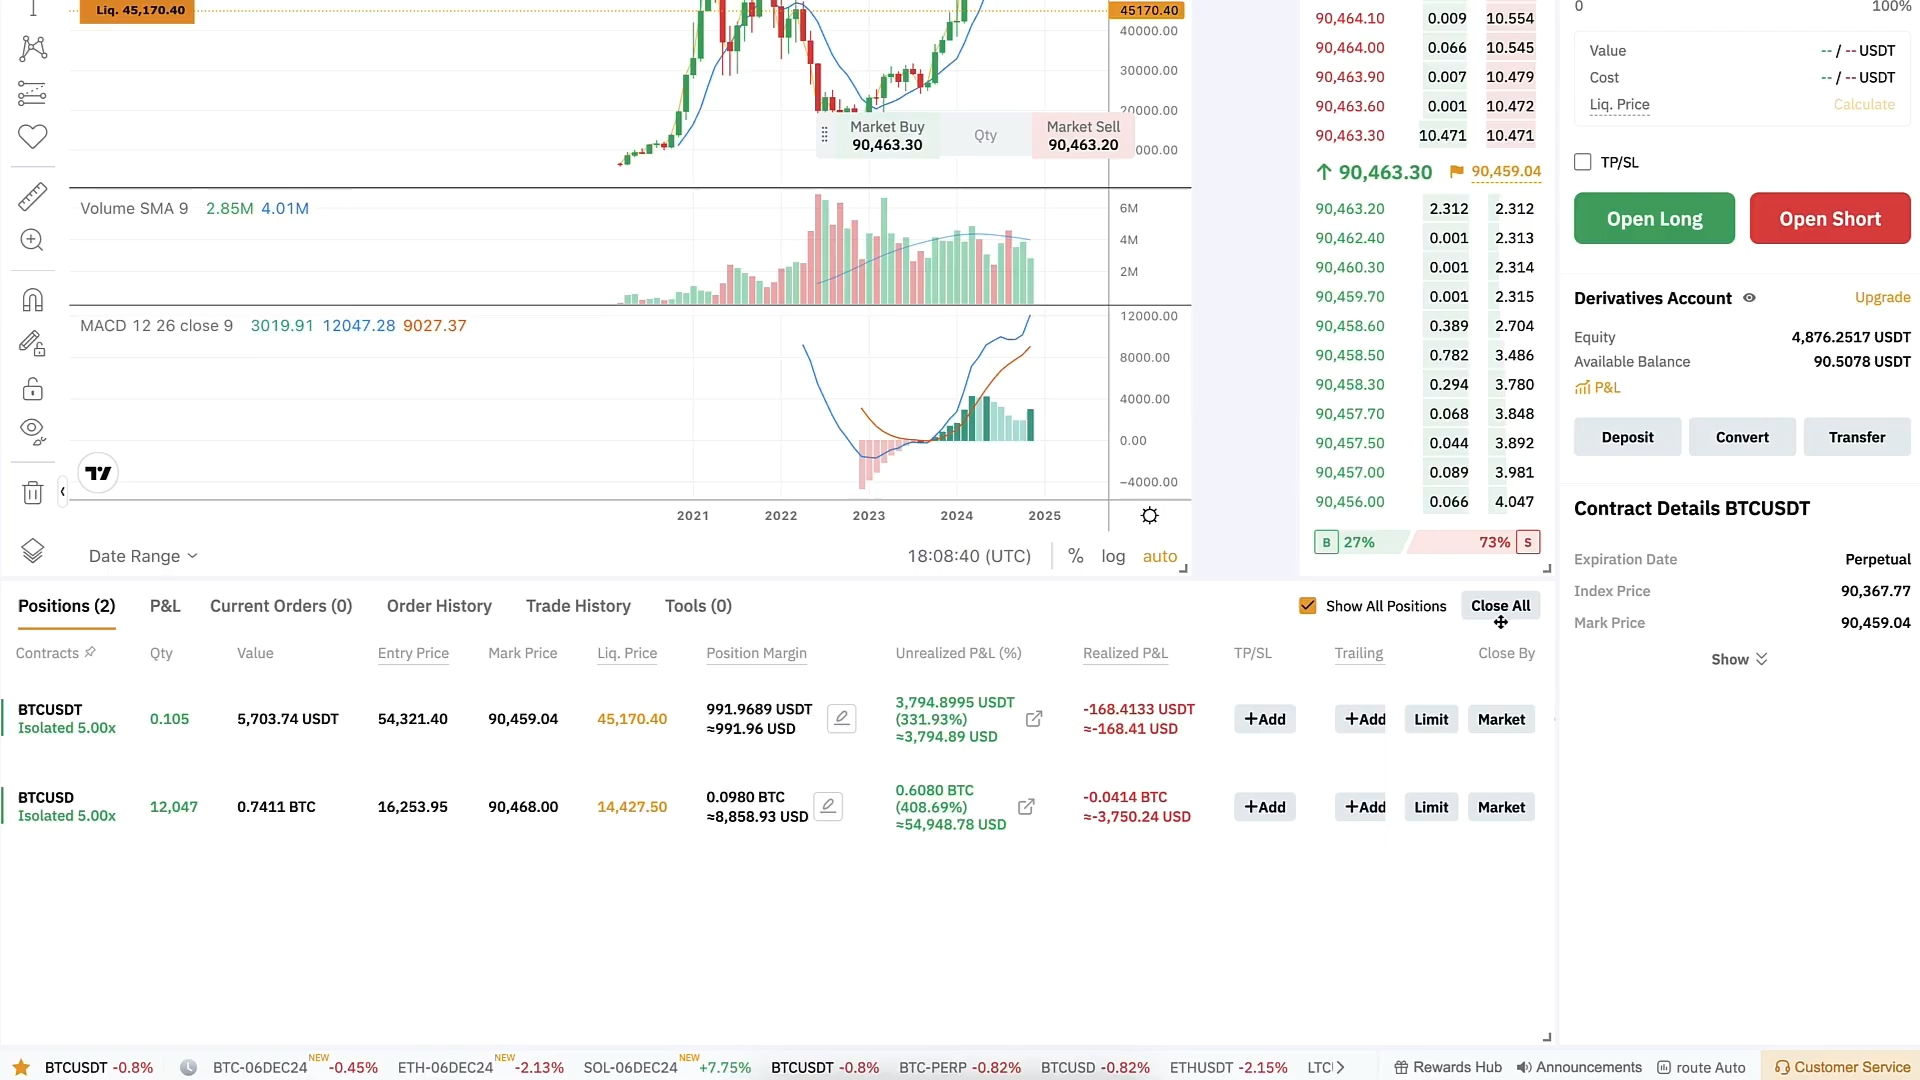 Liq. 45,170.40
45170.40
40000.00
30000.00
20000.00
Market Buy
90,463.30
Qty
Market Sell
90,463.20
Volume SMA 9 2.85M 4.01M
6M
4M
2M
MACD 12 26 close 9 3019.91 12047.28 9027.37
12000.00
8000.00
4000.00
0.00
−4000.00
2021 2022 2023 2024 2025
Date Range
18:08:40 (UTC) % log auto
90,464.10 0.009 10.554
90,464.00 0.066 10.545
90,463.90 0.007 10.479
90,463.60 0.001 10.472
90,463.30 10.471 10.471
90,463.30 90,459.04
90,463.20 2.312 2.312
90,462.40 0.001 2.313
90,460.30 0.001 2.314
90,459.70 0.001 2.315
90,458.60 0.389 2.704
90,458.50 0.782 3.486
90,458.30 0.294 3.780
90,457.70 0.068 3.848
90,457.50 0.044 3.892
90,457.00 0.089 3.981
90,456.00 0.066 4.047
B 27% 73% S
0 100%
Value -- / -- USDT
Cost -- / -- USDT
Liq. Price Calculate
TP/SL
Open Long Open Short
Derivatives Account Upgrade
Equity 4,876.2517 USDT
Available Balance 90.5078 USDT
P&L
Deposit Convert Transfer
Contract Details BTCUSDT
Expiration Date Perpetual
Index Price 90,367.77
Mark Price 90,459.04
Show
Positions (2) P&L Current Orders (0) Order History Trade History Tools (0) Show All Positions Close All
Contracts Qty Value Entry Price Mark Price Liq. Price Position Margin Unrealized P&L (%) Realized P&L TP/SL Trailing Close By
BTCUSDT
Isolated 5.00x
0.105 5,703.74 USDT 54,321.40 90,459.04 45,170.40
991.9689 USDT
≈991.96 USD
3,794.8995 USDT
(331.93%)
≈3,794.89 USD
-168.4133 USDT
≈-168.41 USD
+Add +Add Limit Market
BTCUSD
Isolated 5.00x
12,047 0.7411 BTC 16,253.95 90,468.00 14,427.50
0.0980 BTC
≈8,858.93 USD
0.6080 BTC
(408.69%)
≈54,948.78 USD
-0.0414 BTC
≈-3,750.24 USD
+Add +Add Limit Market
BTCUSDT -0.8% BTC-06DEC24 NEW -0.45% ETH-06DEC24 NEW -2.13% SOL-06DEC24 NEW +7.75% BTCUSDT -0.8% BTC-PERP -0.82% BTCUSD -0.82% ETHUSDT -2.15% Rewards Hub Announcements route Auto Customer Service